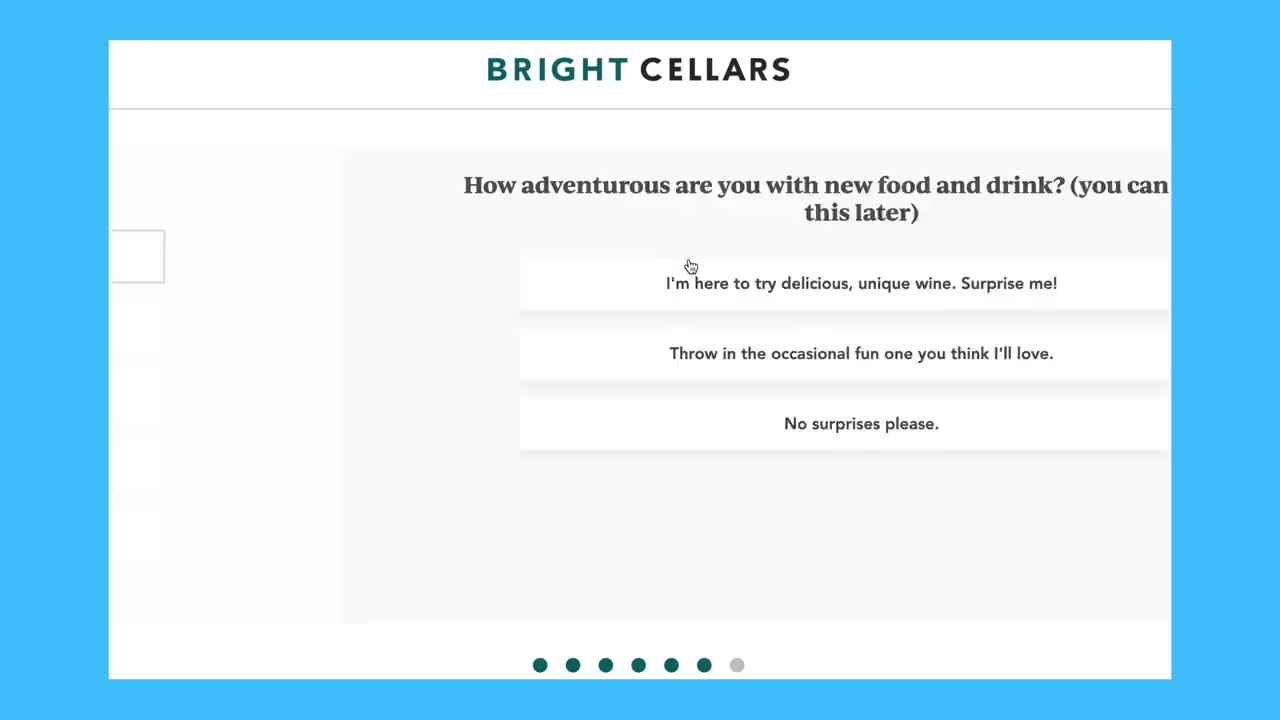 BRIGHT CELLARS
How adventurous are you with new food and drink? (you can
this later)
I'm here to try delicious, unique wine. Surprise me!
Throw in the occasional fun one you think I'll love.
No surprises please.